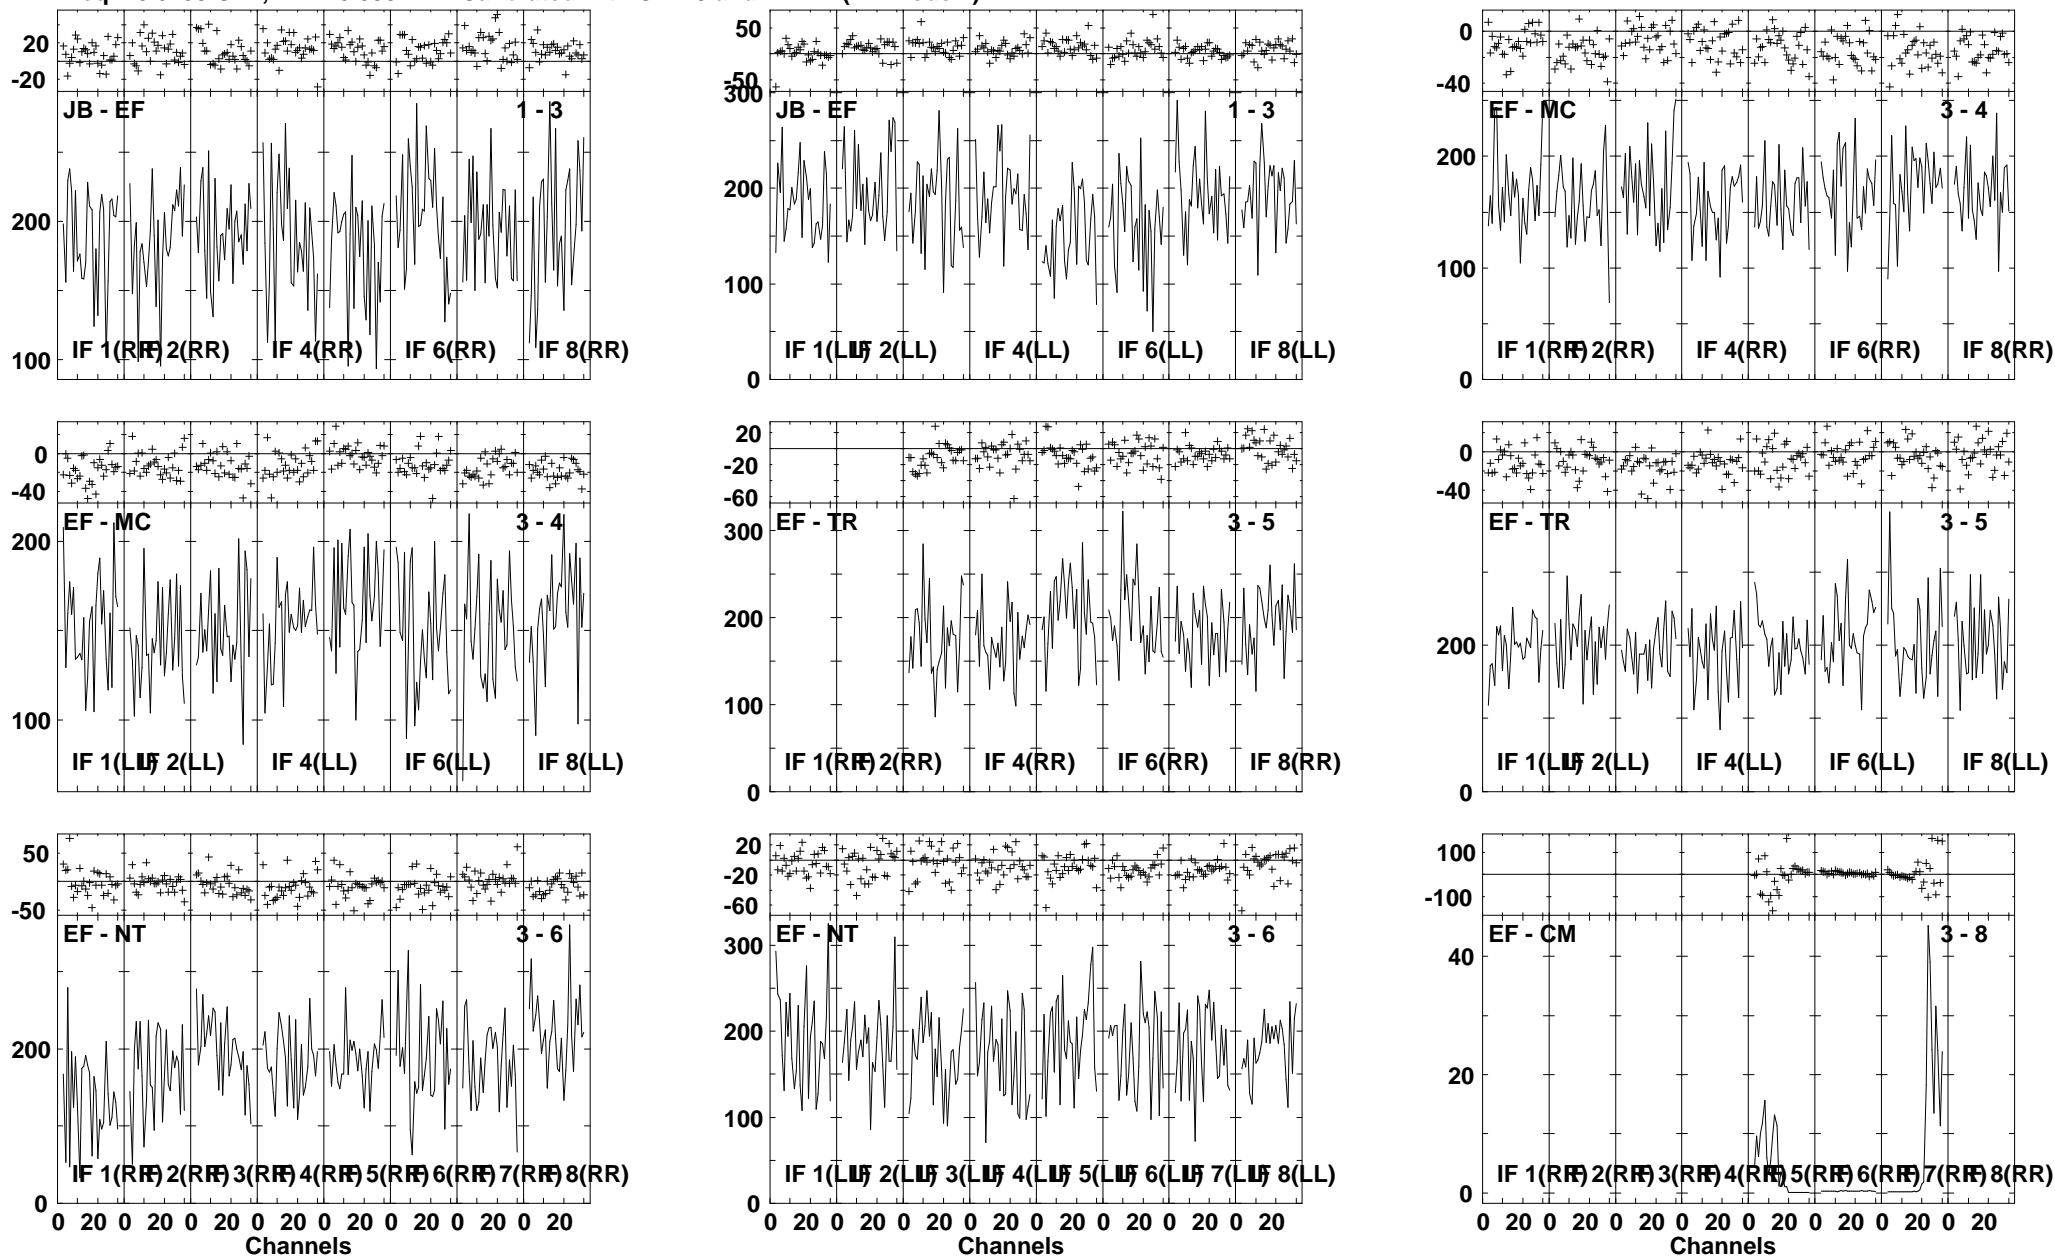 20
-20
JB - EF
1 - 3
200
100
IF 1(RR) IF 2(RR) IF 4(RR) IF 6(RR) IF 8(RR)
50
-50
300
JB - EF
1 - 3
200
100
0
IF 1(LL) IF 2(LL) IF 4(LL) IF 6(LL) IF 8(LL)
0
-40
EF - MC
3 - 4
200
100
0
IF 1(RR) IF 2(RR) IF 4(RR) IF 6(RR) IF 8(RR)
0
-40
EF - MC
3 - 4
200
100
IF 1(LL) IF 2(LL) IF 4(LL) IF 6(LL) IF 8(LL)
20
-20
-60
EF - TR
3 - 5
300
200
100
0
IF 1(RR) IF 2(RR) IF 4(RR) IF 6(RR) IF 8(RR)
0
-40
EF - TR
3 - 5
200
0
IF 1(LL) IF 2(LL) IF 4(LL) IF 6(LL) IF 8(LL)
50
-50
EF - NT
3 - 6
200
0
IF 1(RR) IF 2(RR) IF 3(RR) IF 4(RR) IF 5(RR) IF 6(RR) IF 7(RR) IF 8(RR)
0 20 0 20 0 20 0 20 0 20 0 20 0 20 0 20
Channels
20
-20
-60
EF - NT
3 - 6
300
200
100
0
IF 1(LL) IF 2(LL) IF 3(LL) IF 4(LL) IF 5(LL) IF 6(LL) IF 7(LL) IF 8(LL)
0 20 0 20 0 20 0 20 0 20 0 20 0 20 0 20
Channels
100
-100
EF - CM
3 - 8
40
20
0
IF 1(RR) IF 2(RR) IF 3(RR) IF 4(RR) IF 5(RR) IF 6(RR) IF 7(RR) IF 8(RR)
0 20 0 20 0 20 0 20 0 20 0 20 0 20 0 20
Channels